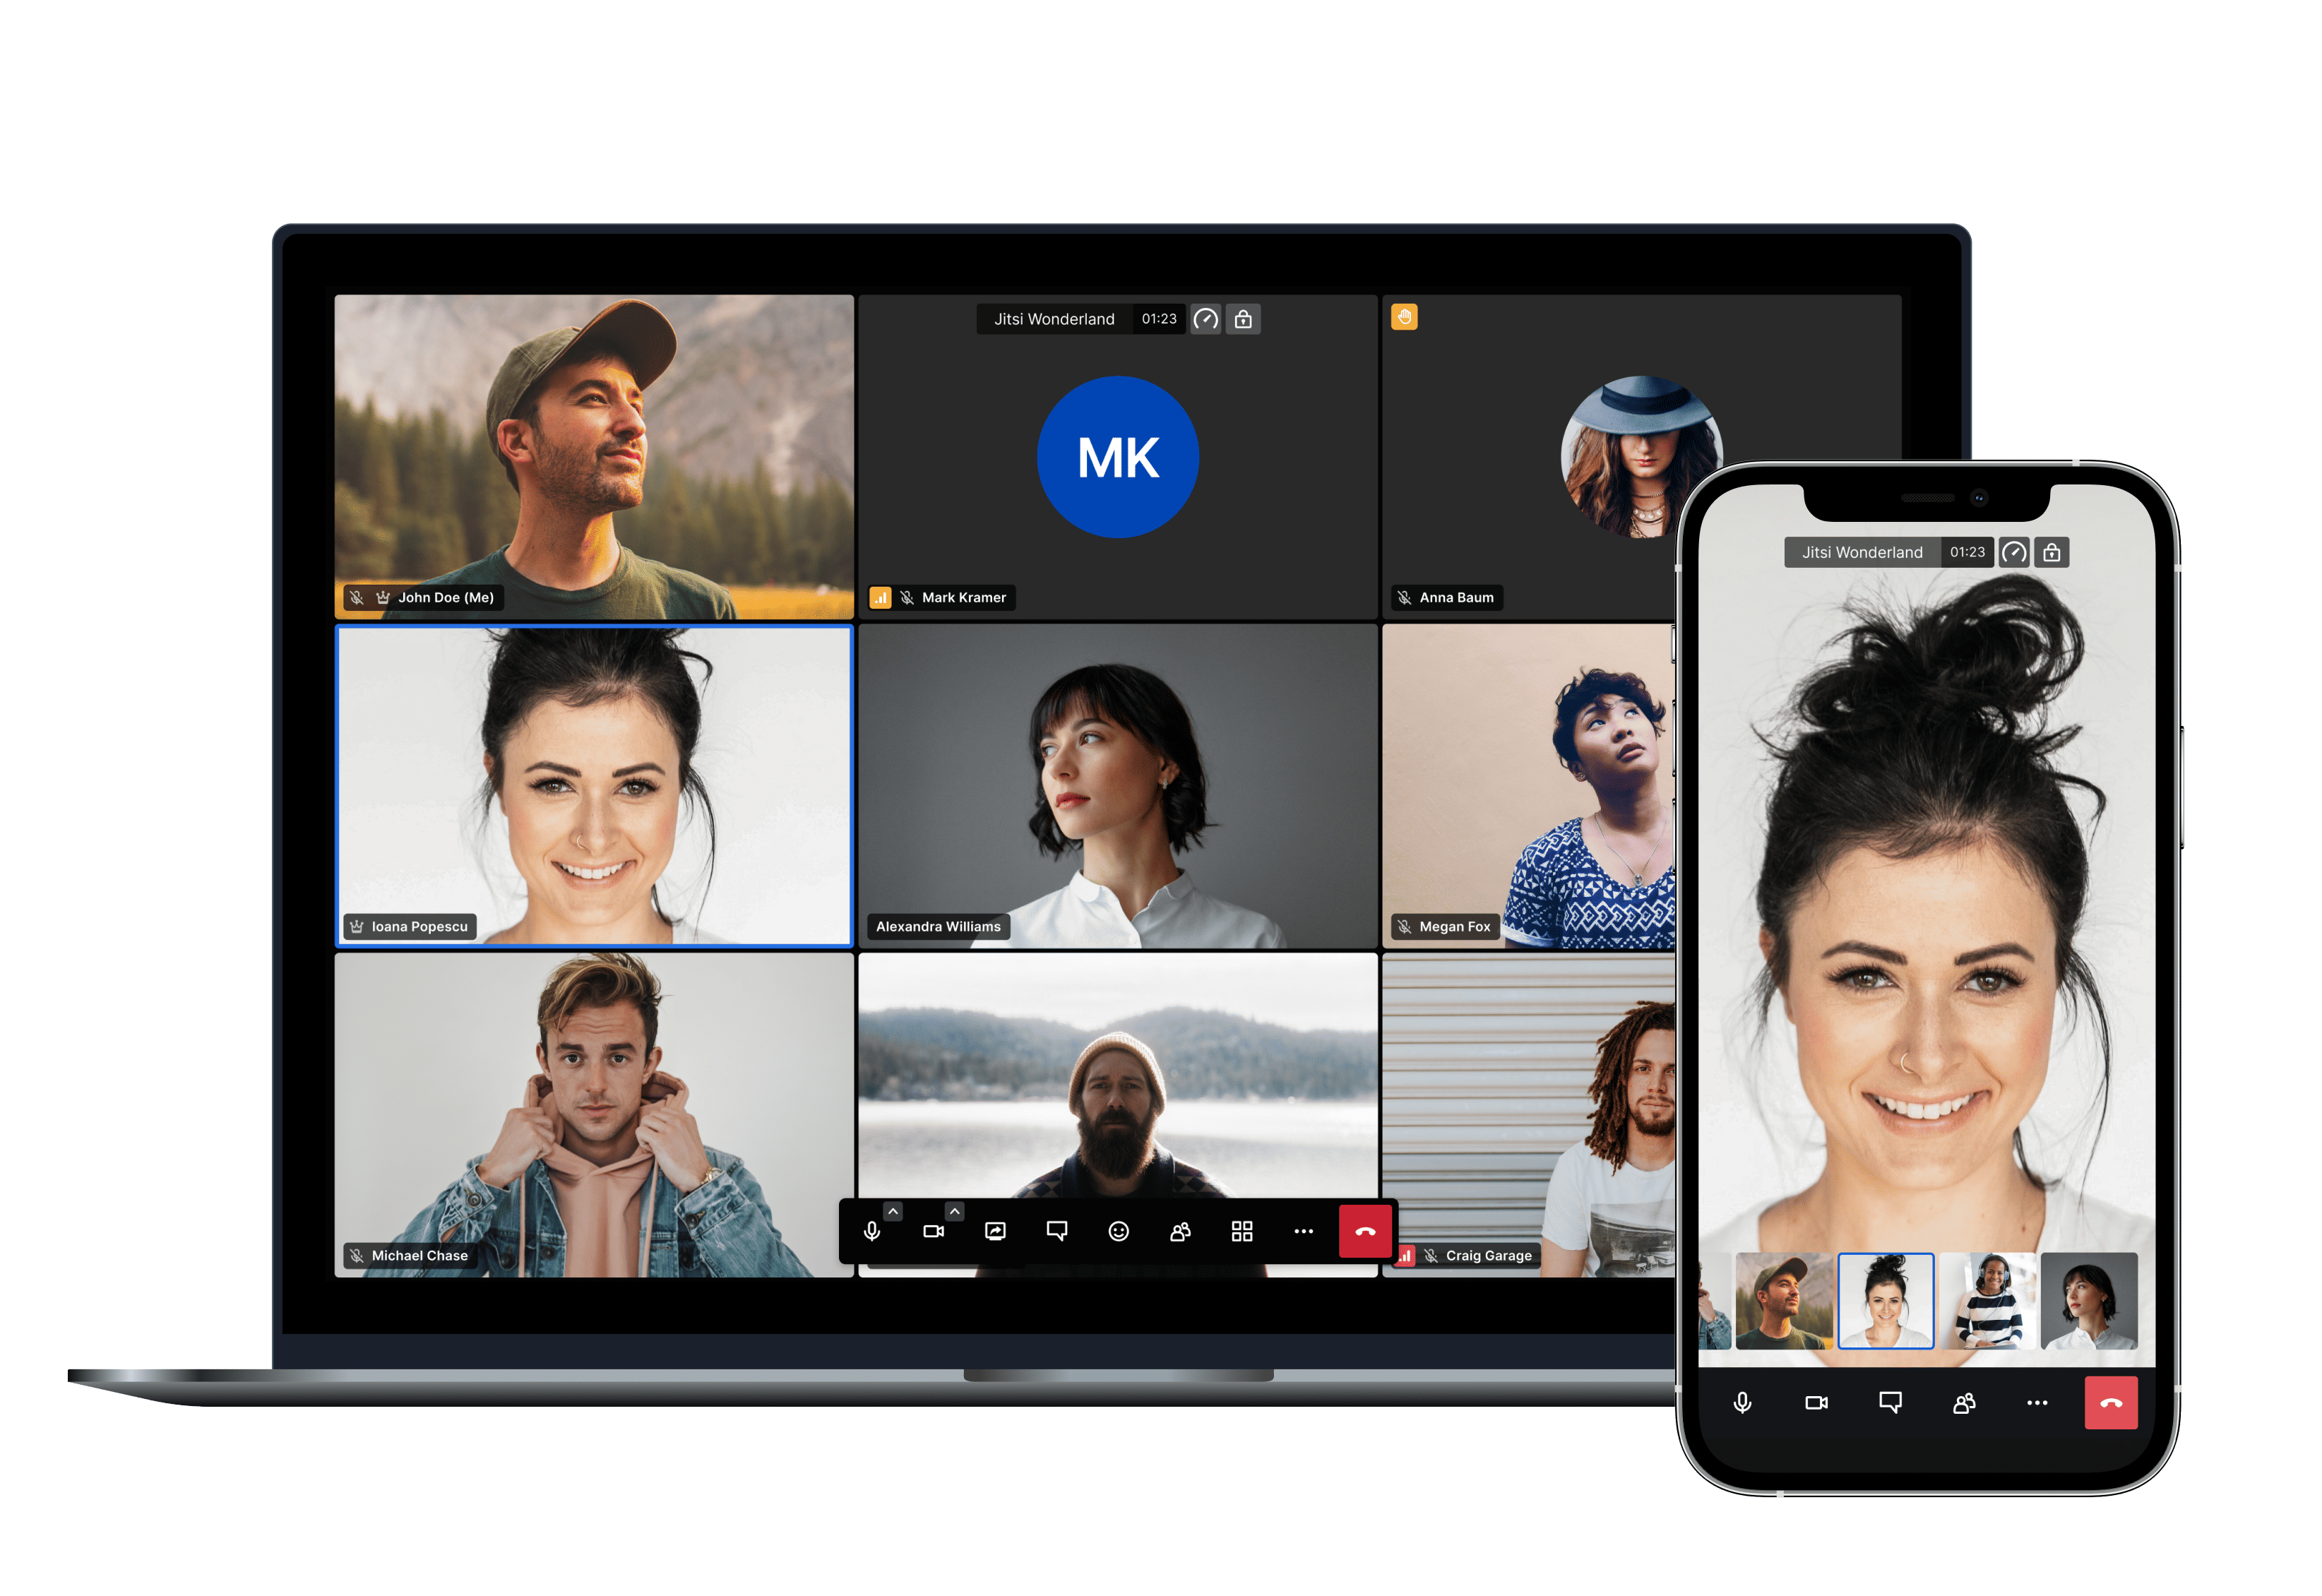 Jitsi Wonderland 01:23
MK
John Doe (Me)
Mark Kramer
Anna Baum
Ioana Popescu
Alexandra Williams
Megan Fox
Michael Chase
Craig Garage
Jitsi Wonderland 01:23